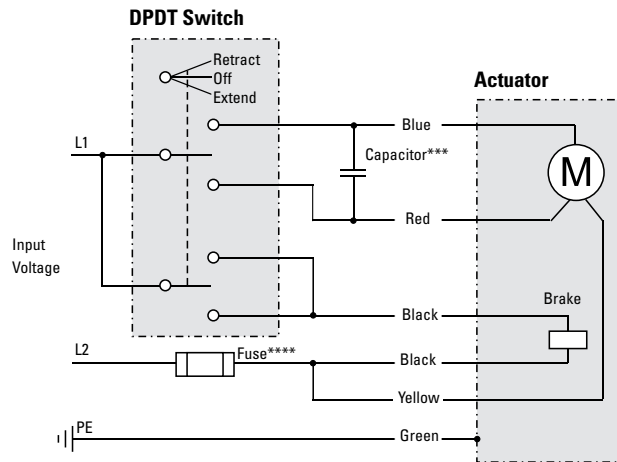 DPDT Switch
Retract
Off
Extend
Actuator
L1
Blue
Capacitor***
M
Red
Input
Voltage
Brake
Black
L2
Fuse****
Black
Yellow
PE
Green